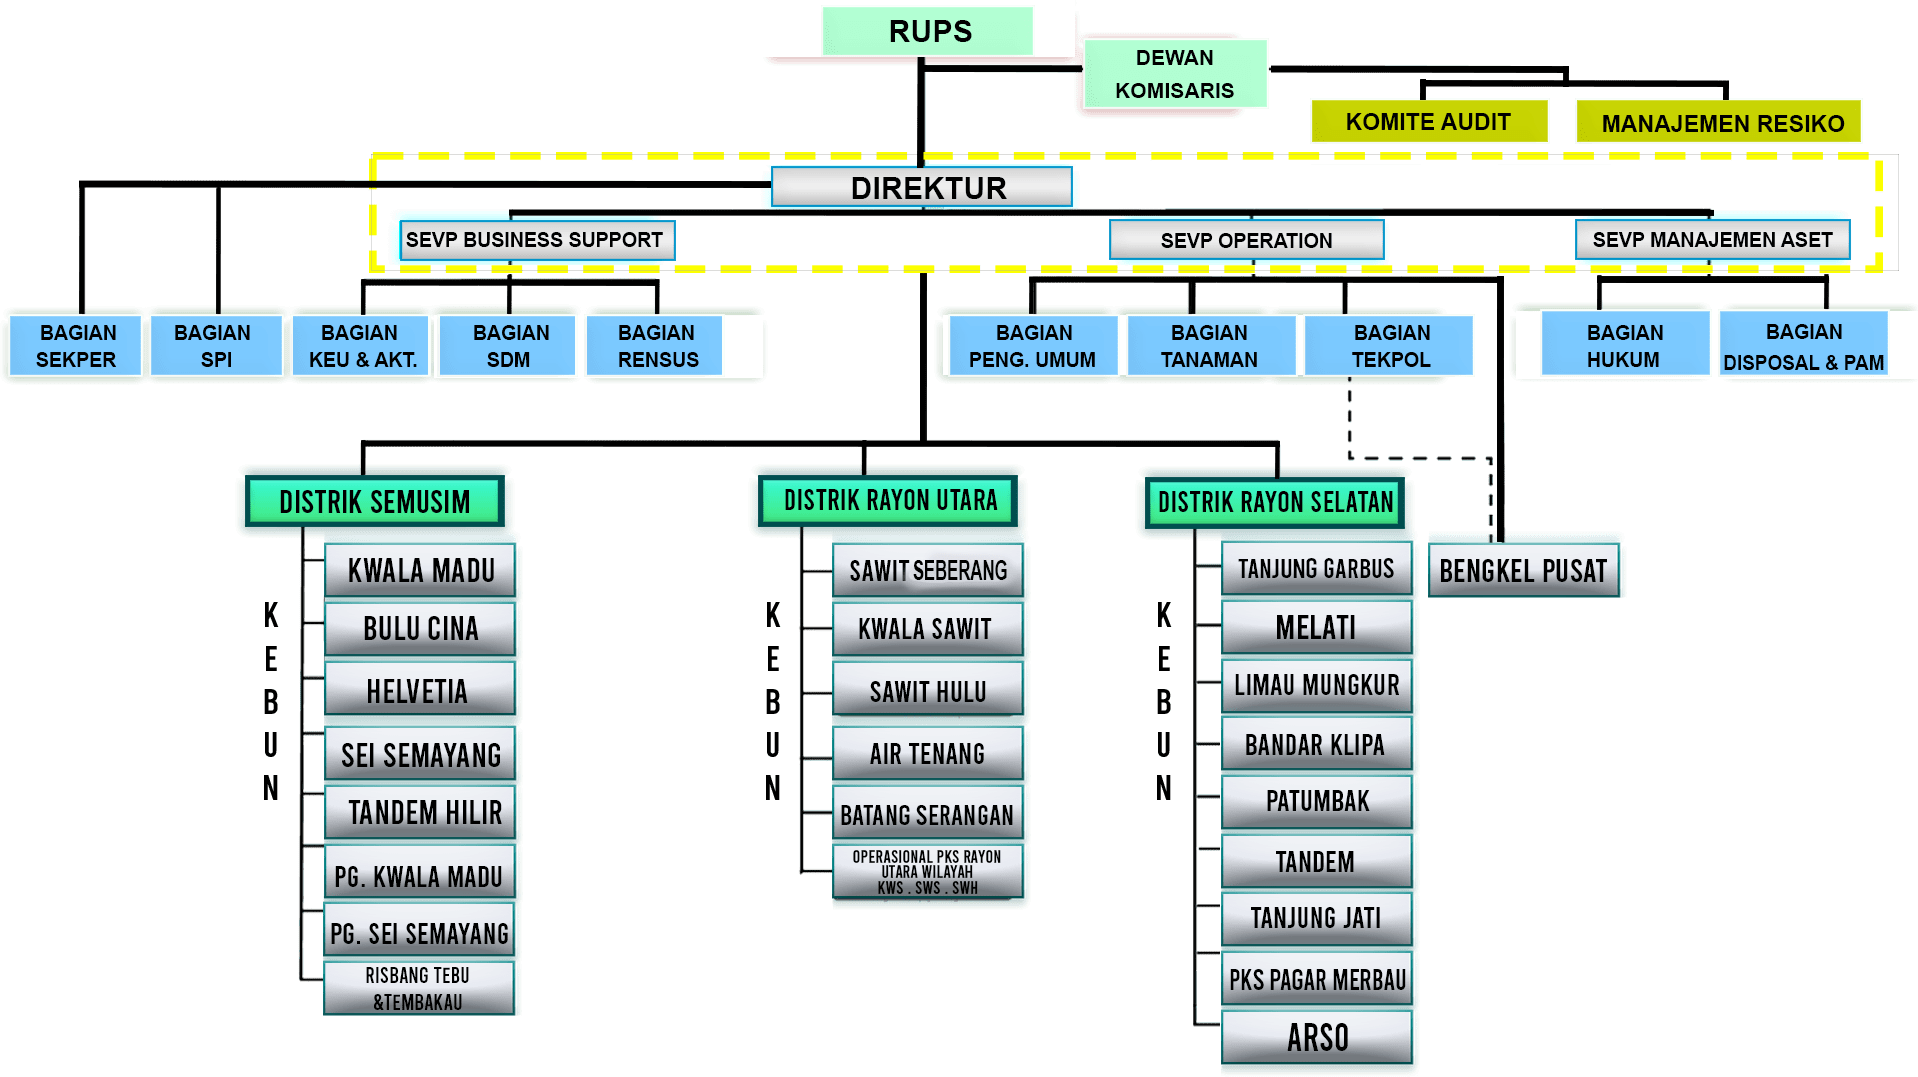 RUPS
DEWAN
KOMISARIS
KOMITE AUDIT
MANAJEMEN RESIKO
DIREKTUR
SEVP BUSINESS SUPPORT
SEVP OPERATION
SEVP MANAJEMEN ASET
BAGIAN
SEKPER
BAGIAN
SPI
BAGIAN
KEU & AKT.
BAGIAN
SDM
BAGIAN
RENSUS
BAGIAN
PENG. UMUM
BAGIAN
TANAMAN
BAGIAN
TEKPOL
BAGIAN
HUKUM
BAGIAN
DISPOSAL & PAM
DISTRIK SEMUSIM
KEBUN
KWALA MADU
BULU CINA
HELVETIA
SEI SEMAYANG
TANDEM HILIR
PG. KWALA MADU
PG. SEI SEMAYANG
RISBANG TEBU
&TEMBAKAU
DISTRIK RAYON UTARA
KEBUN
SAWIT SEBERANG
KWALA SAWIT
SAWIT HULU
AIR TENANG
BATANG SERANGAN
OPERASIONAL PKS RAYON
UTARA WILAYAH
KWS . SWS . SWH
DISTRIK RAYON SELATAN
KEBUN
TANJUNG GARBUS
MELATI
LIMAU MUNGKUR
BANDAR KLIPA
PATUMBAK
TANDEM
TANJUNG JATI
PKS PAGAR MERBAU
ARSO
BENGKEL PUSAT